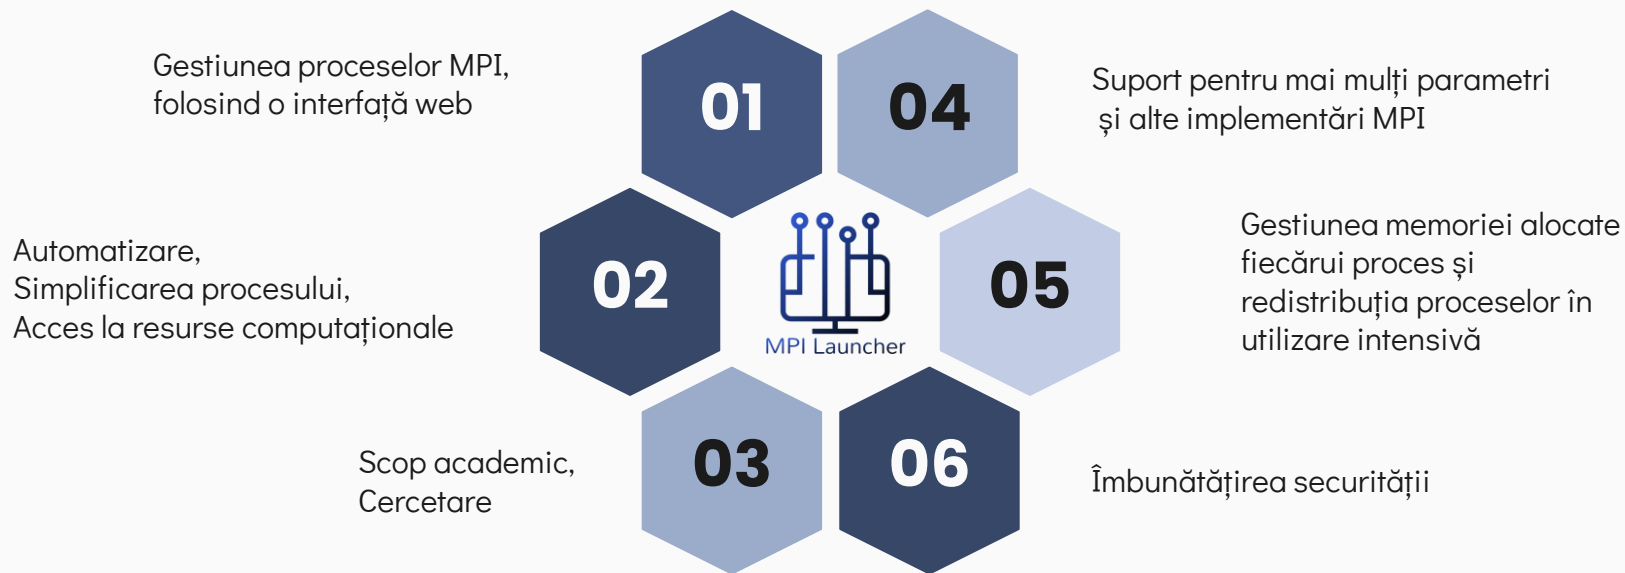 01
Gestiunea proceselor MPI,
folosind o interfață web
02
Automatizare,
Simplificarea procesului,
Acces la resurse computaționale
03
Scop academic,
Cercetare
MPI Launcher
04
Suport pentru mai mulți parametri
și alte implementări MPI
05
Gestiunea memoriei alocate
fiecărui proces și
redistribuția proceselor în
utilizare intensivă
06
Îmbunătățirea securității